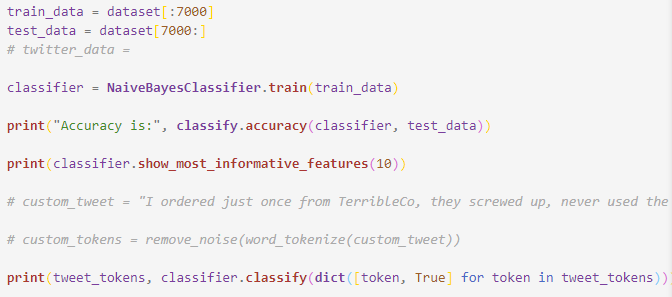 train_data = dataset[:7000]
test_data = dataset[7000:]
# twitter_data =
classifier = NaiveBayesClassifier.train(train_data)
print("Accuracy is:", classify.accuracy(classifier, test_data))
print(classifier.show_most_informative_features(10))
# custom_tweet = "I ordered just once from TerribleCo, they screwed up, never used the
# custom_tokens = remove_noise(word_tokenize(custom_tweet))
print(tweet_tokens, classifier.classify(dict([token, True] for token in tweet_tokens))